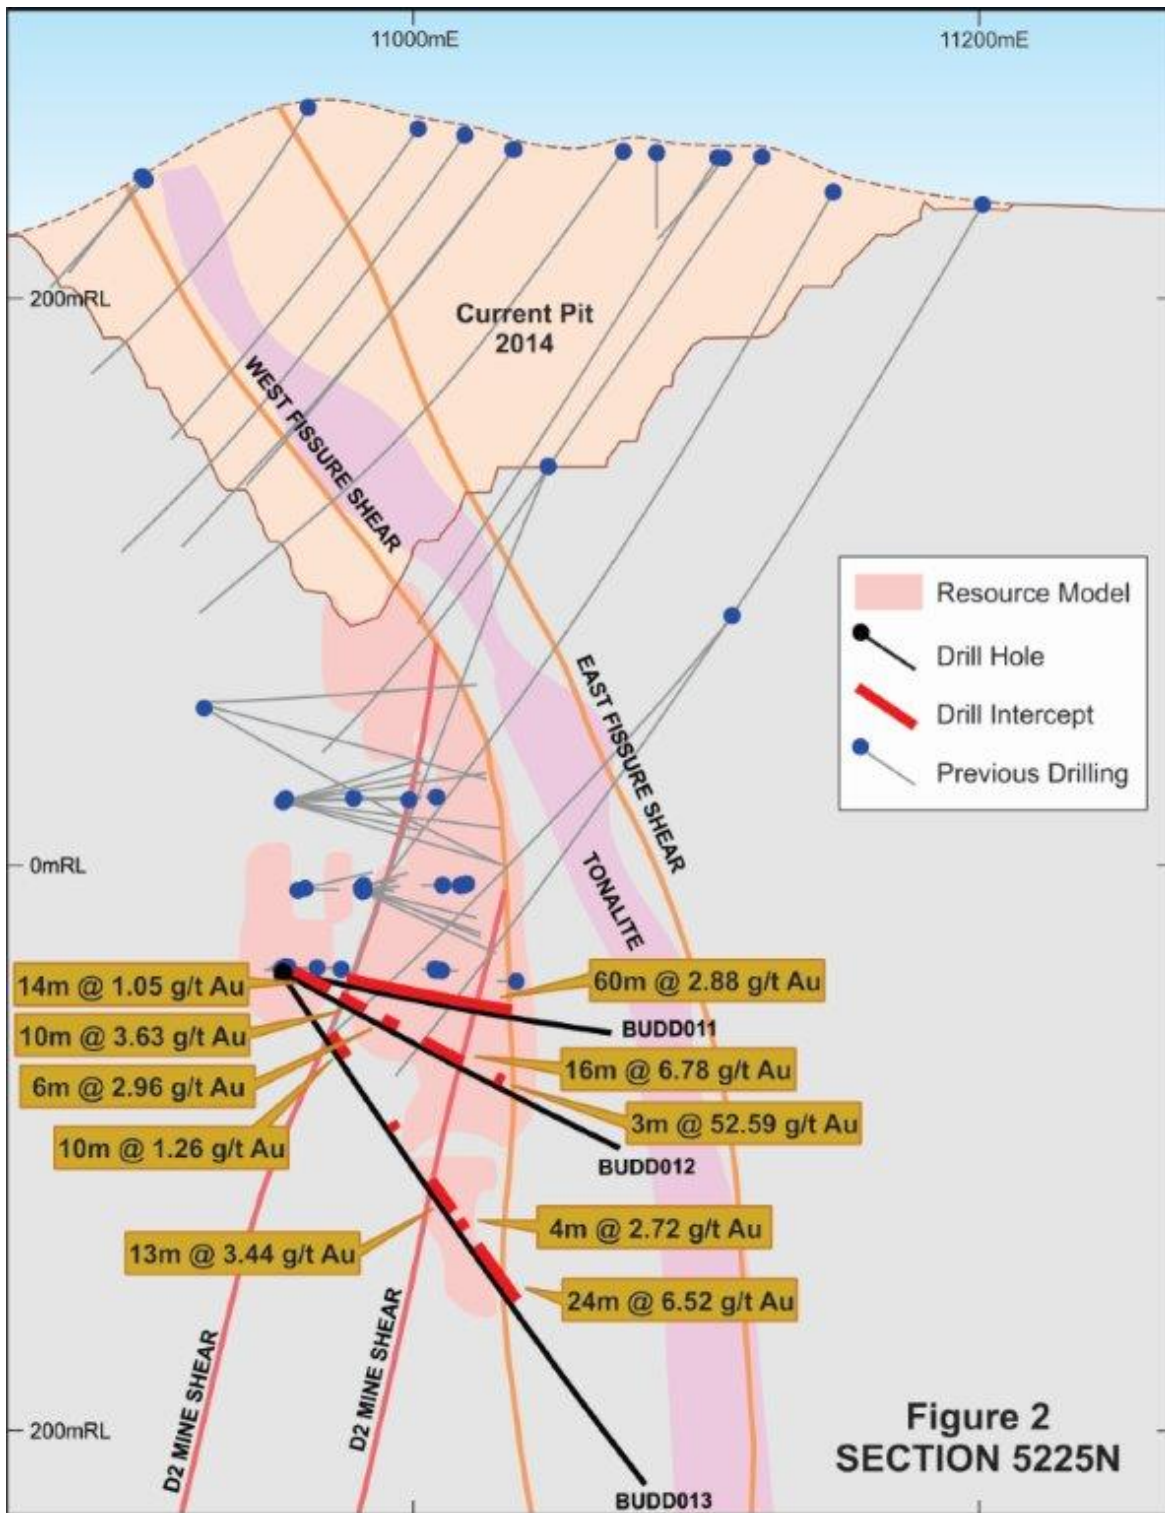 11000mE
11200mE
200mRL
Current Pit
2014
WEST FISSURE SHEAR
Resource Model
Drill Hole
Drill Intercept
Previous Drilling
EAST FISSURE SHEAR
0mRL
TONALITE
14m @ 1.05 g/t Au
60m @ 2.88 g/t Au
10m @ 3.63 g/t Au
BUDD011
6m @ 2.96 g/t Au
16m @ 6.78 g/t Au
3m @ 52.59 g/t Au
10m @ 1.26 g/t Au
BUDD012
13m @ 3.44 g/t Au
4m @ 2.72 g/t Au
24m @ 6.52 g/t Au
D2 MINE SHEAR
D2 MINE SHEAR
200mRL
Figure 2
SECTION 5225N
BUDD013